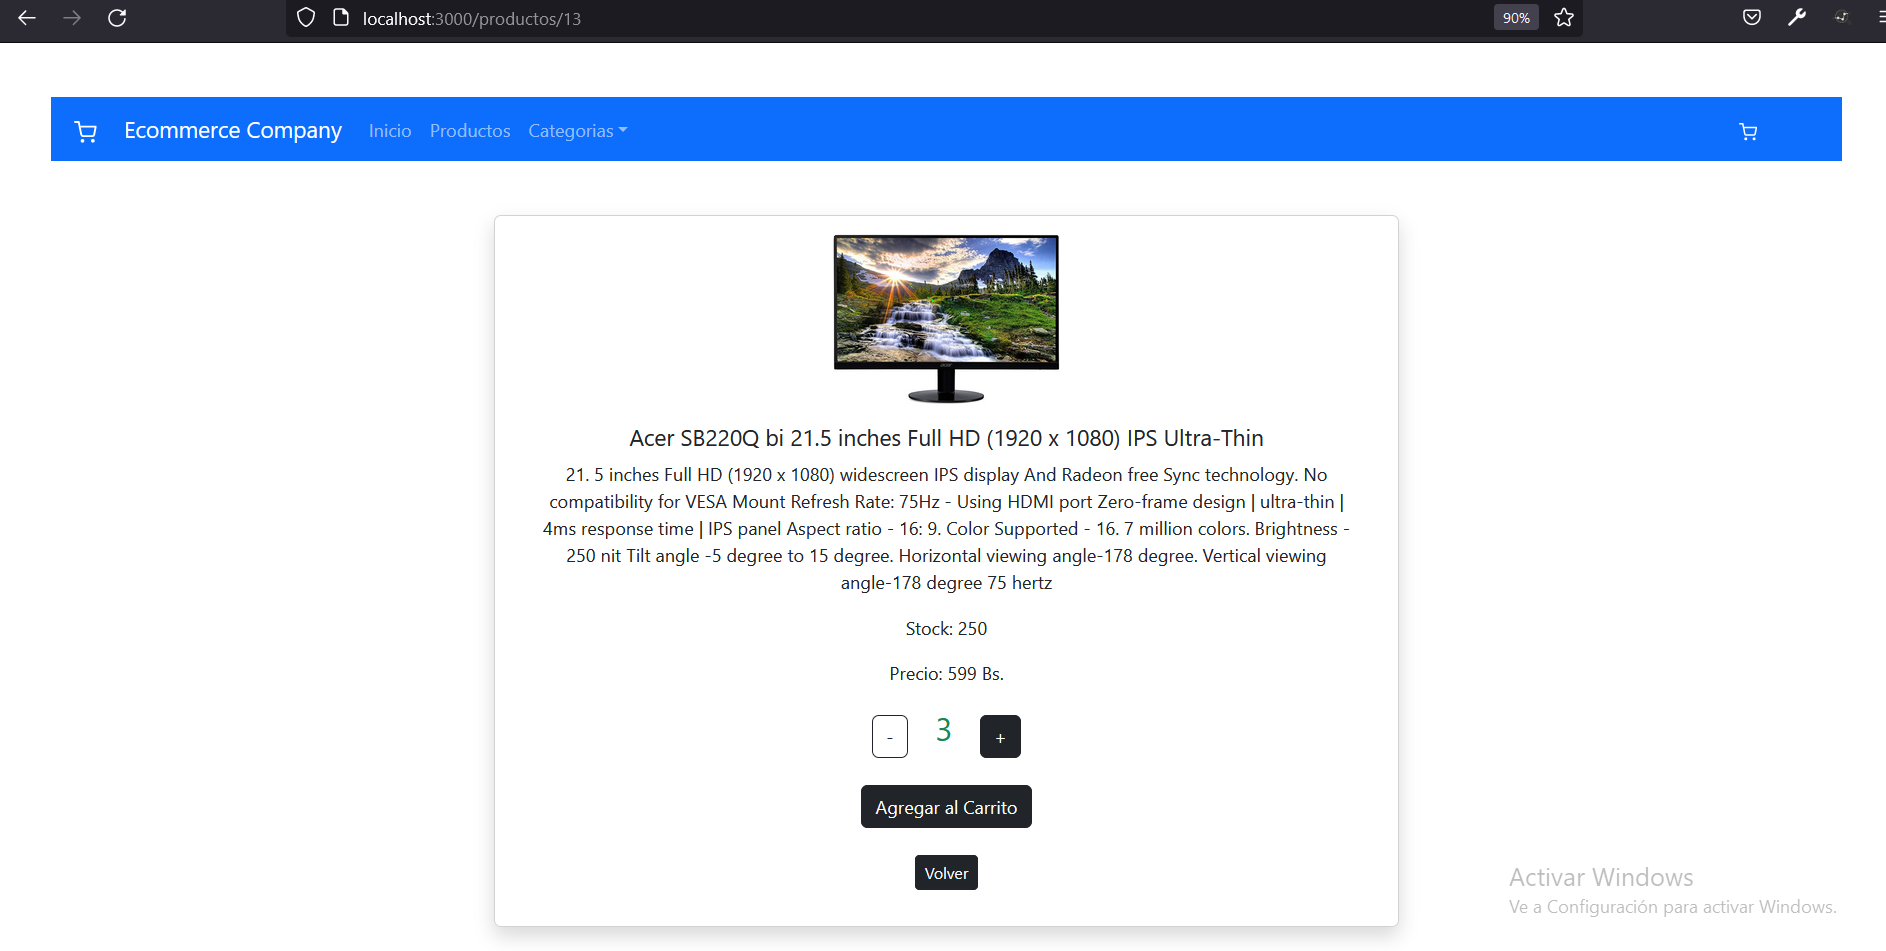 localhost:3000/productos/13
90%
Ecommerce Company
Inicio
Productos
Categorias
Acer SB220Q bi 21.5 inches Full HD (1920 x 1080) IPS Ultra-Thin
21. 5 inches Full HD (1920 x 1080) widescreen IPS display And Radeon free Sync technology. No
compatibility for VESA Mount Refresh Rate: 75Hz - Using HDMI port Zero-frame design | ultra-thin |
4ms response time | IPS panel Aspect ratio - 16: 9. Color Supported - 16. 7 million colors. Brightness -
250 nit Tilt angle -5 degree to 15 degree. Horizontal viewing angle-178 degree. Vertical viewing
angle-178 degree 75 hertz
Stock: 250
Precio: 599 Bs.
- 3 +
Agregar al Carrito
Volver
Activar Windows
Ve a Configuración para activar Windows.